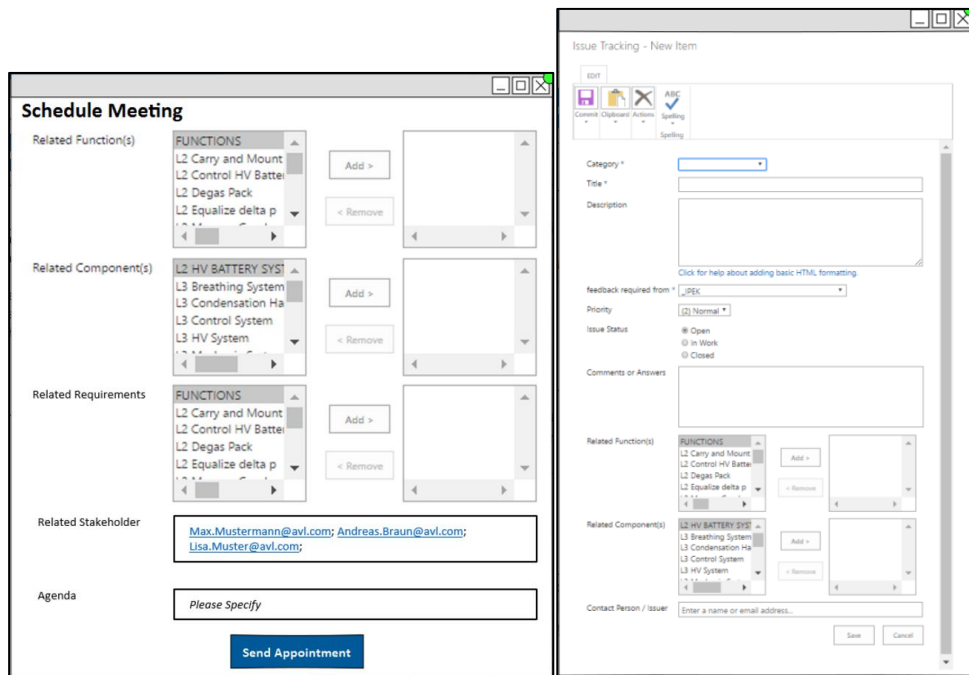 Schedule Meeting
Related Function(s)
FUNCTIONS
L2 Carry and Mount
L2 Control HV Batter
L2 Degas Pack
L2 Equalize delta p
Add >
< Remove
Related Component(s)
L2 HV BATTERY SYST
L3 Breathing System
L3 Condensation Ha
L3 Control System
L3 HV System
Add >
< Remove
Related Requirements
FUNCTIONS
L2 Carry and Mount
L2 Control HV Batter
L2 Degas Pack
L2 Equalize delta p
Add >
< Remove
Related Stakeholder
Max.Mustermann@avl.com; Andreas.Braun@avl.com;
Lisa.Muster@avl.com;
Agenda
Please Specify
Send Appointment
Issue Tracking - New Item
EDIT
Commit
Clipboard
Actions
ABC
Spelling
Spelling
Category *
Title *
Description
Click for help about adding basic HTML formatting.
feedback required from * _IPEK
Priority
(2) Normal
Issue Status
Open
In Work
Closed
Comments or Answers
Related Function(s)
FUNCTIONS
L2 Carry and Mount
L2 Control HV Batter
L2 Degas Pack
L2 Equalize delta p
Add >
< Remove
Related Component(s)
L2 HV BATTERY SYST
L3 Breathing System
L3 Condensation Ha
L3 Control System
L3 HV System
Add >
< Remove
Contact Person / Issuer
Enter a name or email address...
Save
Cancel